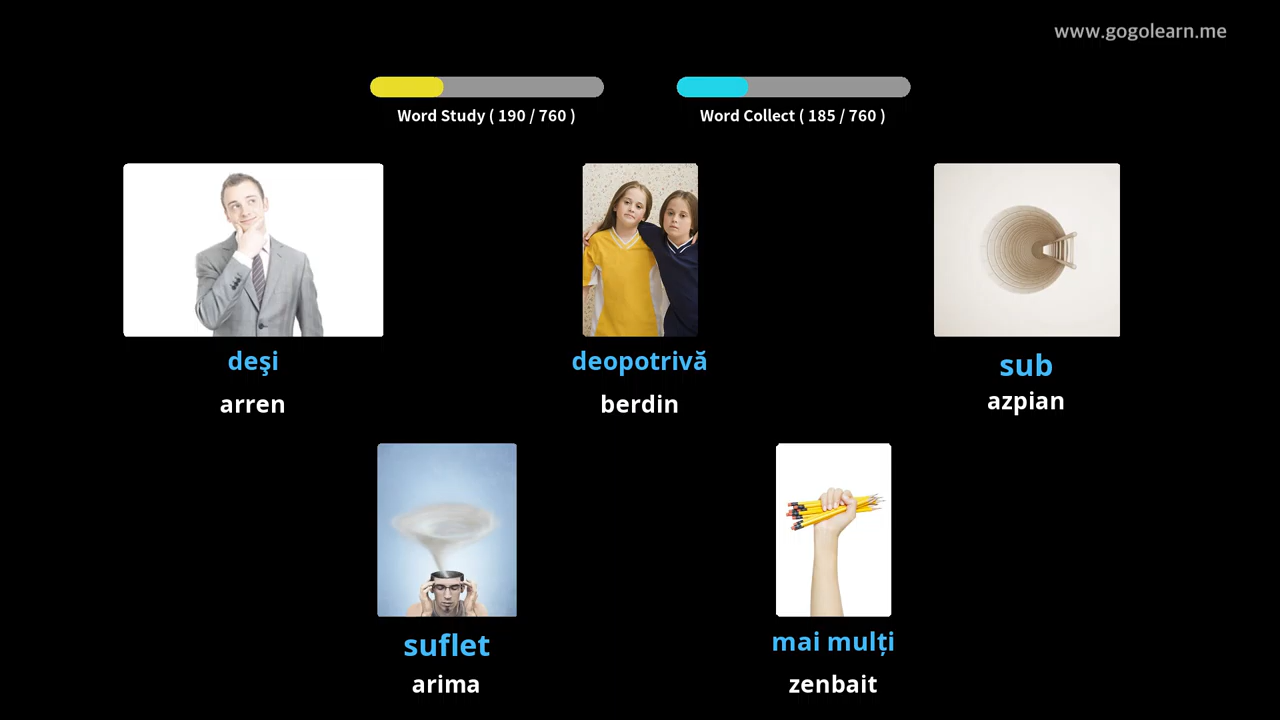 www.gogolearn.me
Word Study ( 190 / 760 )
Word Collect ( 185 / 760 )
deşi
arren
deopotrivă
berdin
sub
azpian
suflet
arima
mai mulți
zenbait